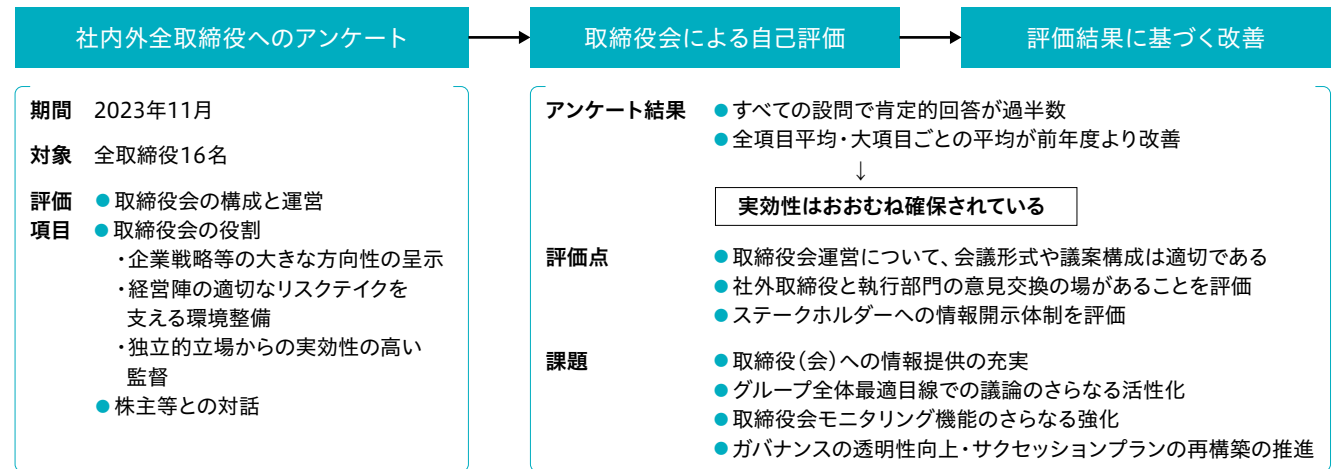 社内外全取締役へのアンケート
取締役会による自己評価
評価結果に基づく改善
期間 2023年11月
対象 全取締役16名
評価項目
●取締役会の構成と運営
●取締役会の役割
・企業戦略等の大きな方向性の呈示
・経営陣の適切なリスクテイクを
支える環境整備
・独立的立場からの実効性の高い
監督
●株主等との対話
アンケート結果 ●すべての設問で肯定的回答が過半数
●全項目平均・大項目ごとの平均が前年度より改善
↓
実効性はおおむね確保されている
評価点 ●取締役会運営について、会議形式や議案構成は適切である
●社外取締役と執行部門の意見交換の場があることを評価
●ステークホルダーへの情報開示体制を評価
課題 ●取締役(会)への情報提供の充実
●グループ全体最適目線での議論のさらなる活性化
●取締役会モニタリング機能のさらなる強化
●ガバナンスの透明性向上・サクセッションプランの再構築の推進